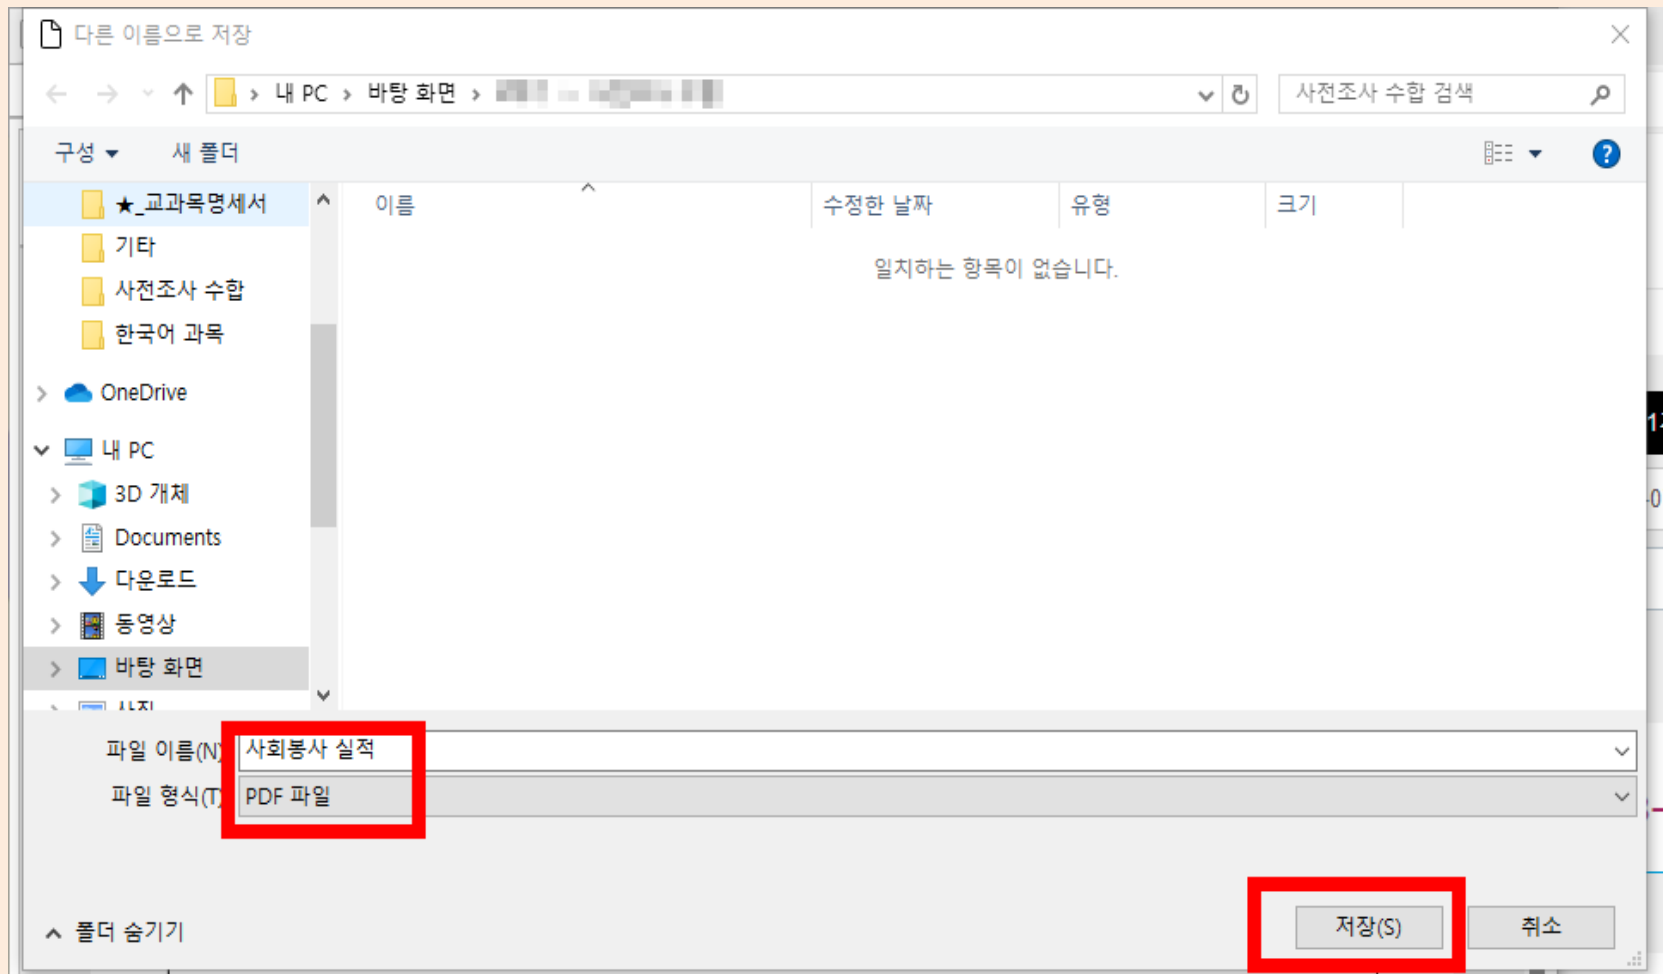 다른 이름으로 저장
내 PC > 바탕 화면 >
사전조사 수합 검색
구성
새 폴더
★_교과목명세서
기타
사전조사 수합
한국어 과목
OneDrive
내 PC
3D 개체
Documents
다운로드
동영상
바탕 화면
사진
이름
수정한 날짜
유형
크기
일치하는 항목이 없습니다.
파일 이름(N)
사회봉사 실적
파일 형식(T)
PDF 파일
폴더 숨기기
저장(S)
취소